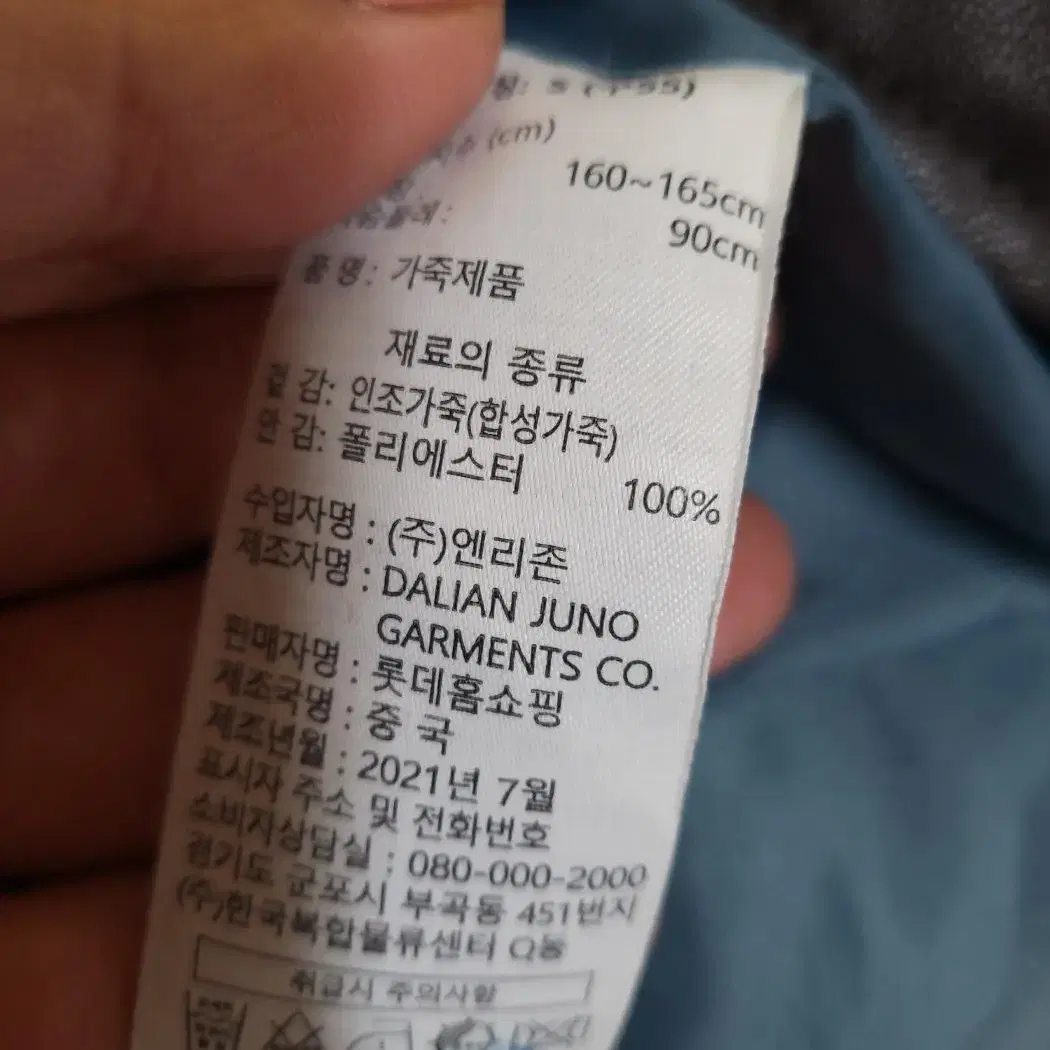 (cm)
160~165cm
90cm
품 명: 가죽제품
재료의 종류
겉 감: 인조가죽(합성가죽)
안 감: 폴리에스터 100%
수입자명 : (주)엔리존
제조자명 : DALIAN JUNO
GARMENTS CO.
판매자명 : 롯데홈쇼핑
제조국명 : 중 국
제조년월 : 2021년 7월
표시자 주소 및 전화번호
소비자상담실 : 080-000-2000
경기도 군포시 부곡동 451번지
(주)한국복합물류센터 Q동
취급시 주의사항